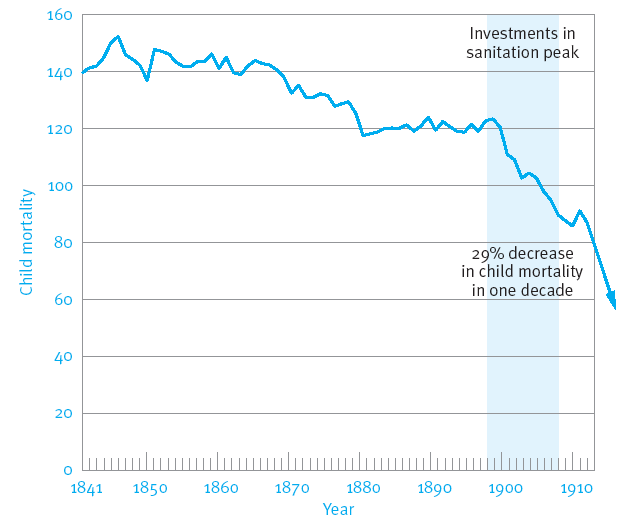 160
Investments in
sanitation peak
140
120
100
80
29% decrease
in child mortality
in one decade
60
40
20
0
Child mortality
1841 1850 1860 1870 1880 1890 1900 1910
Year